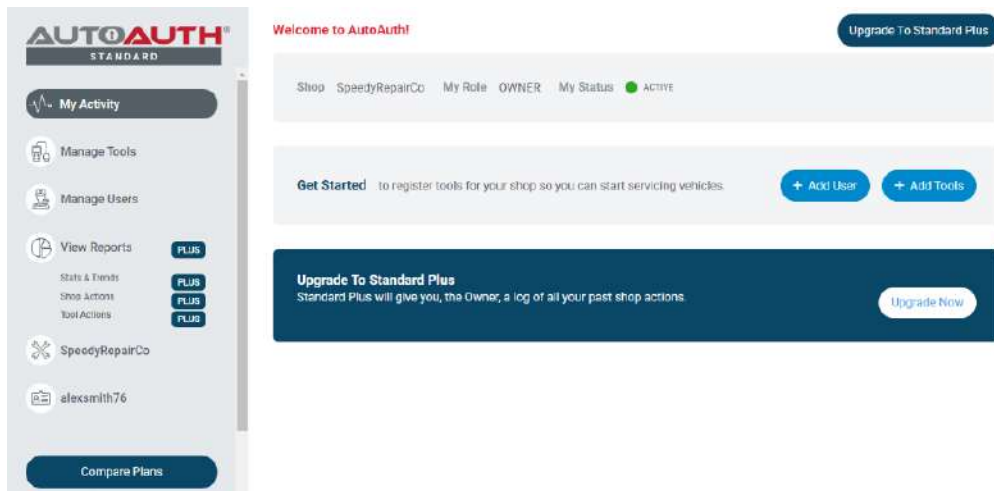 AUTOAUTH®
STANDARD
My Activity
Manage Tools
Manage Users
View Reports PLUS
Stats & Trends PLUS
Shop Actions PLUS
Tool Actions PLUS
SpeedyRepairCo
alexsmith76
Compare Plans
Welcome to AutoAuth!
Upgrade To Standard Plus
Shop SpeedyRepairCo My Role OWNER My Status ACTIVE
Get Started to register tools for your shop so you can start servicing vehicles.
+ Add User
+ Add Tools
Upgrade To Standard Plus
Standard Plus will give you, the Owner, a log of all your past shop actions.
Upgrade Now